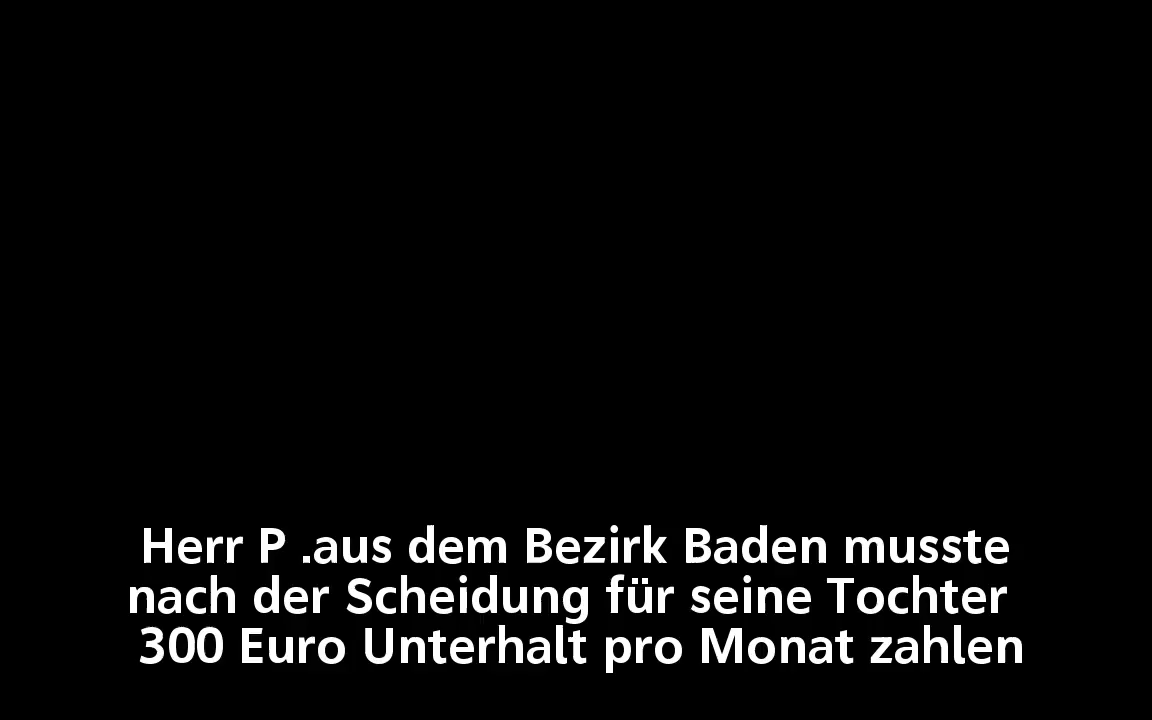 Herr P .aus dem Bezirk Baden musste
nach der Scheidung für seine Tochter
300 Euro Unterhalt pro Monat zahlen